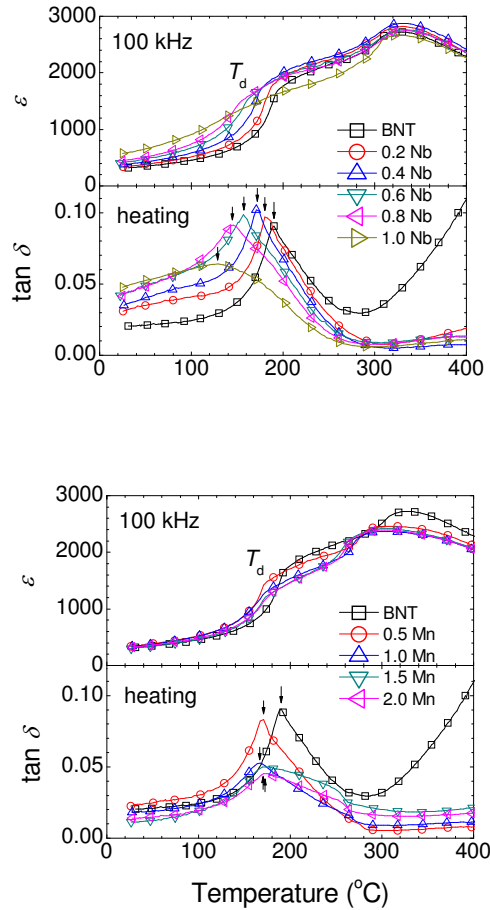 3000
100 kHz
T_d
2000
ε
1000
0
BNT
0.2 Nb
0.4 Nb
0.6 Nb
0.8 Nb
1.0 Nb
heating
0.10
tan δ
0.05
0.00
0 100 200 300 400
3000
100 kHz
2000
T_d
ε
1000
0
BNT
0.5 Mn
1.0 Mn
1.5 Mn
2.0 Mn
heating
0.10
tan δ
0.05
0.00
0 100 200 300 400
Temperature (°C)